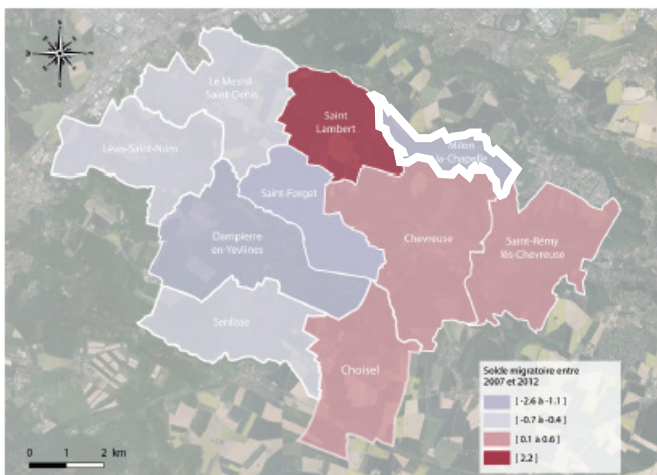 Le Mesnil
Saint-Denis
Saint
Lambert
Milon
la-Chapelle
Lévis-Saint-Nom
Saint-Forget
Dampierre
en-Yevlines
Chevreuse
Saint-Rémy
lès-Chevreuse
Senlisse
Choisel
Solde migratoire entre
2007 et 2012
[ -2.6 à -1.1 ]
[ -0.7 à -0.4 ]
[ 0.1 à 0.6 ]
[ 2.2 ]
0 1 2 km